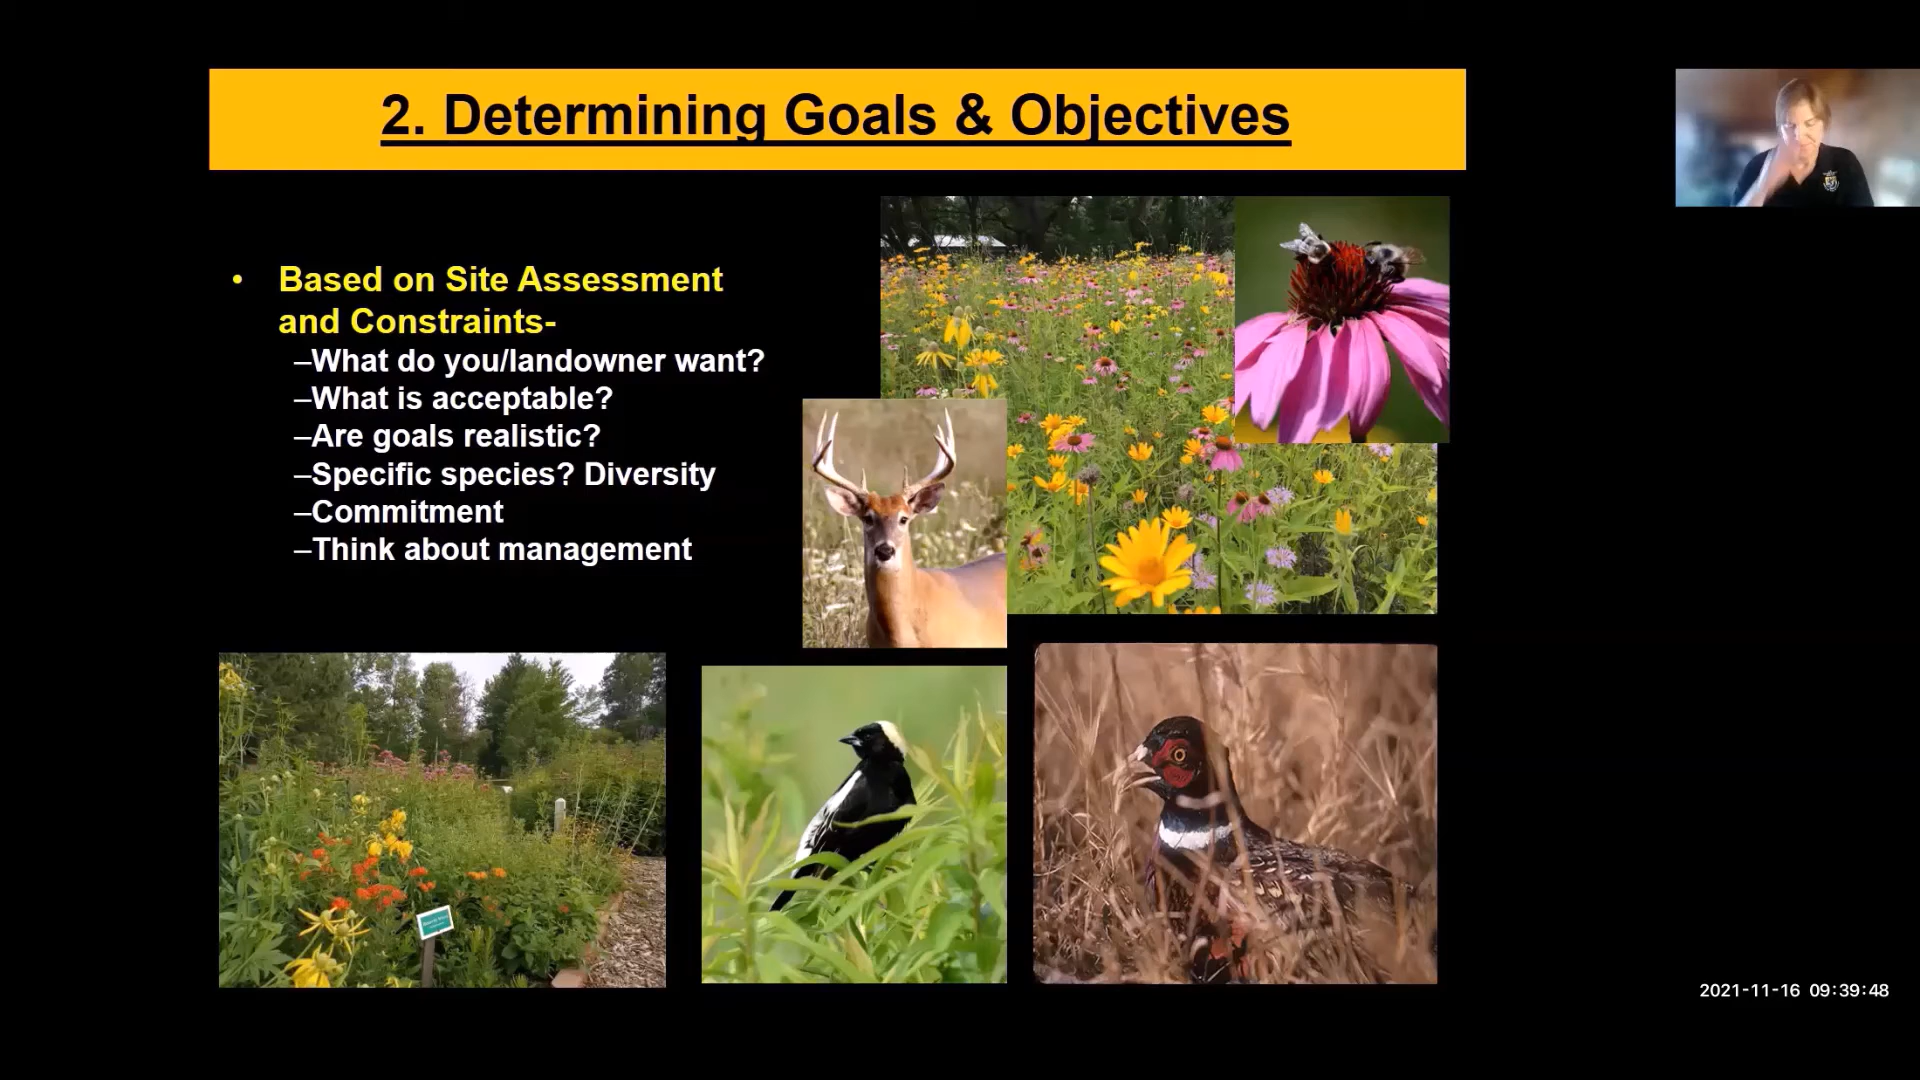 2. Determining Goals & Objectives
• Based on Site Assessment
and Constraints-
–What do you/landowner want?
–What is acceptable?
–Are goals realistic?
–Specific species? Diversity
–Commitment
–Think about management
2021-11-16 09:39:48